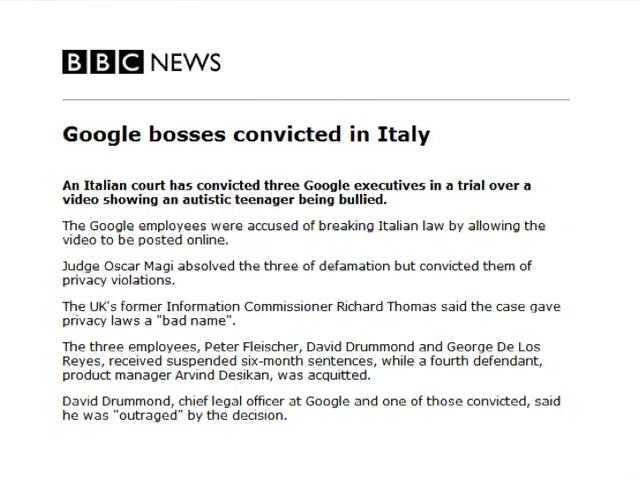 BBC NEWS
Google bosses convicted in Italy
An Italian court has convicted three Google executives in a trial over a
video showing an autistic teenager being bullied.
The Google employees were accused of breaking Italian law by allowing the
video to be posted online.
Judge Oscar Magi absolved the three of defamation but convicted them of
privacy violations.
The UK's former Information Commissioner Richard Thomas said the case gave
privacy laws a "bad name".
The three employees, Peter Fleischer, David Drummond and George De Los
Reyes, received suspended six-month sentences, while a fourth defendant,
product manager Arvind Desikan, was acquitted.
David Drummond, chief legal officer at Google and one of those convicted, said
he was "outraged" by the decision.